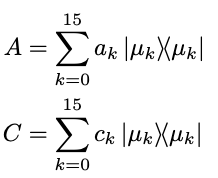 A = \sum_{k=0}^{15} a_k |\mu_k\rangle\langle\mu_k|
C = \sum_{k=0}^{15} c_k |\mu_k\rangle\langle\mu_k|